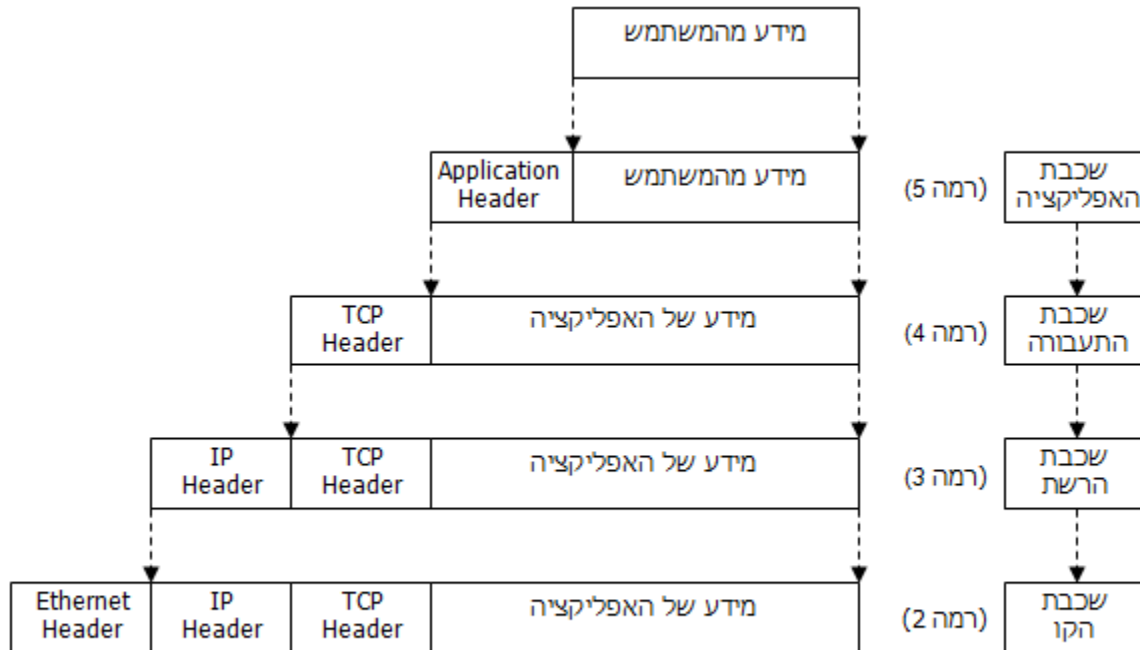 מידע מהמשתמש
Application
Header
מידע מהמשתמש
(רמה 5)
שכבת
האפליקציה
TCP
Header
מידע של האפליקציה
(רמה 4)
שכבת
התעבורה
IP
Header
TCP
Header
מידע של האפליקציה
(רמה 3)
שכבת
הרשת
Ethernet
Header
IP
Header
TCP
Header
מידע של האפליקציה
(רמה 2)
שכבת
הקו